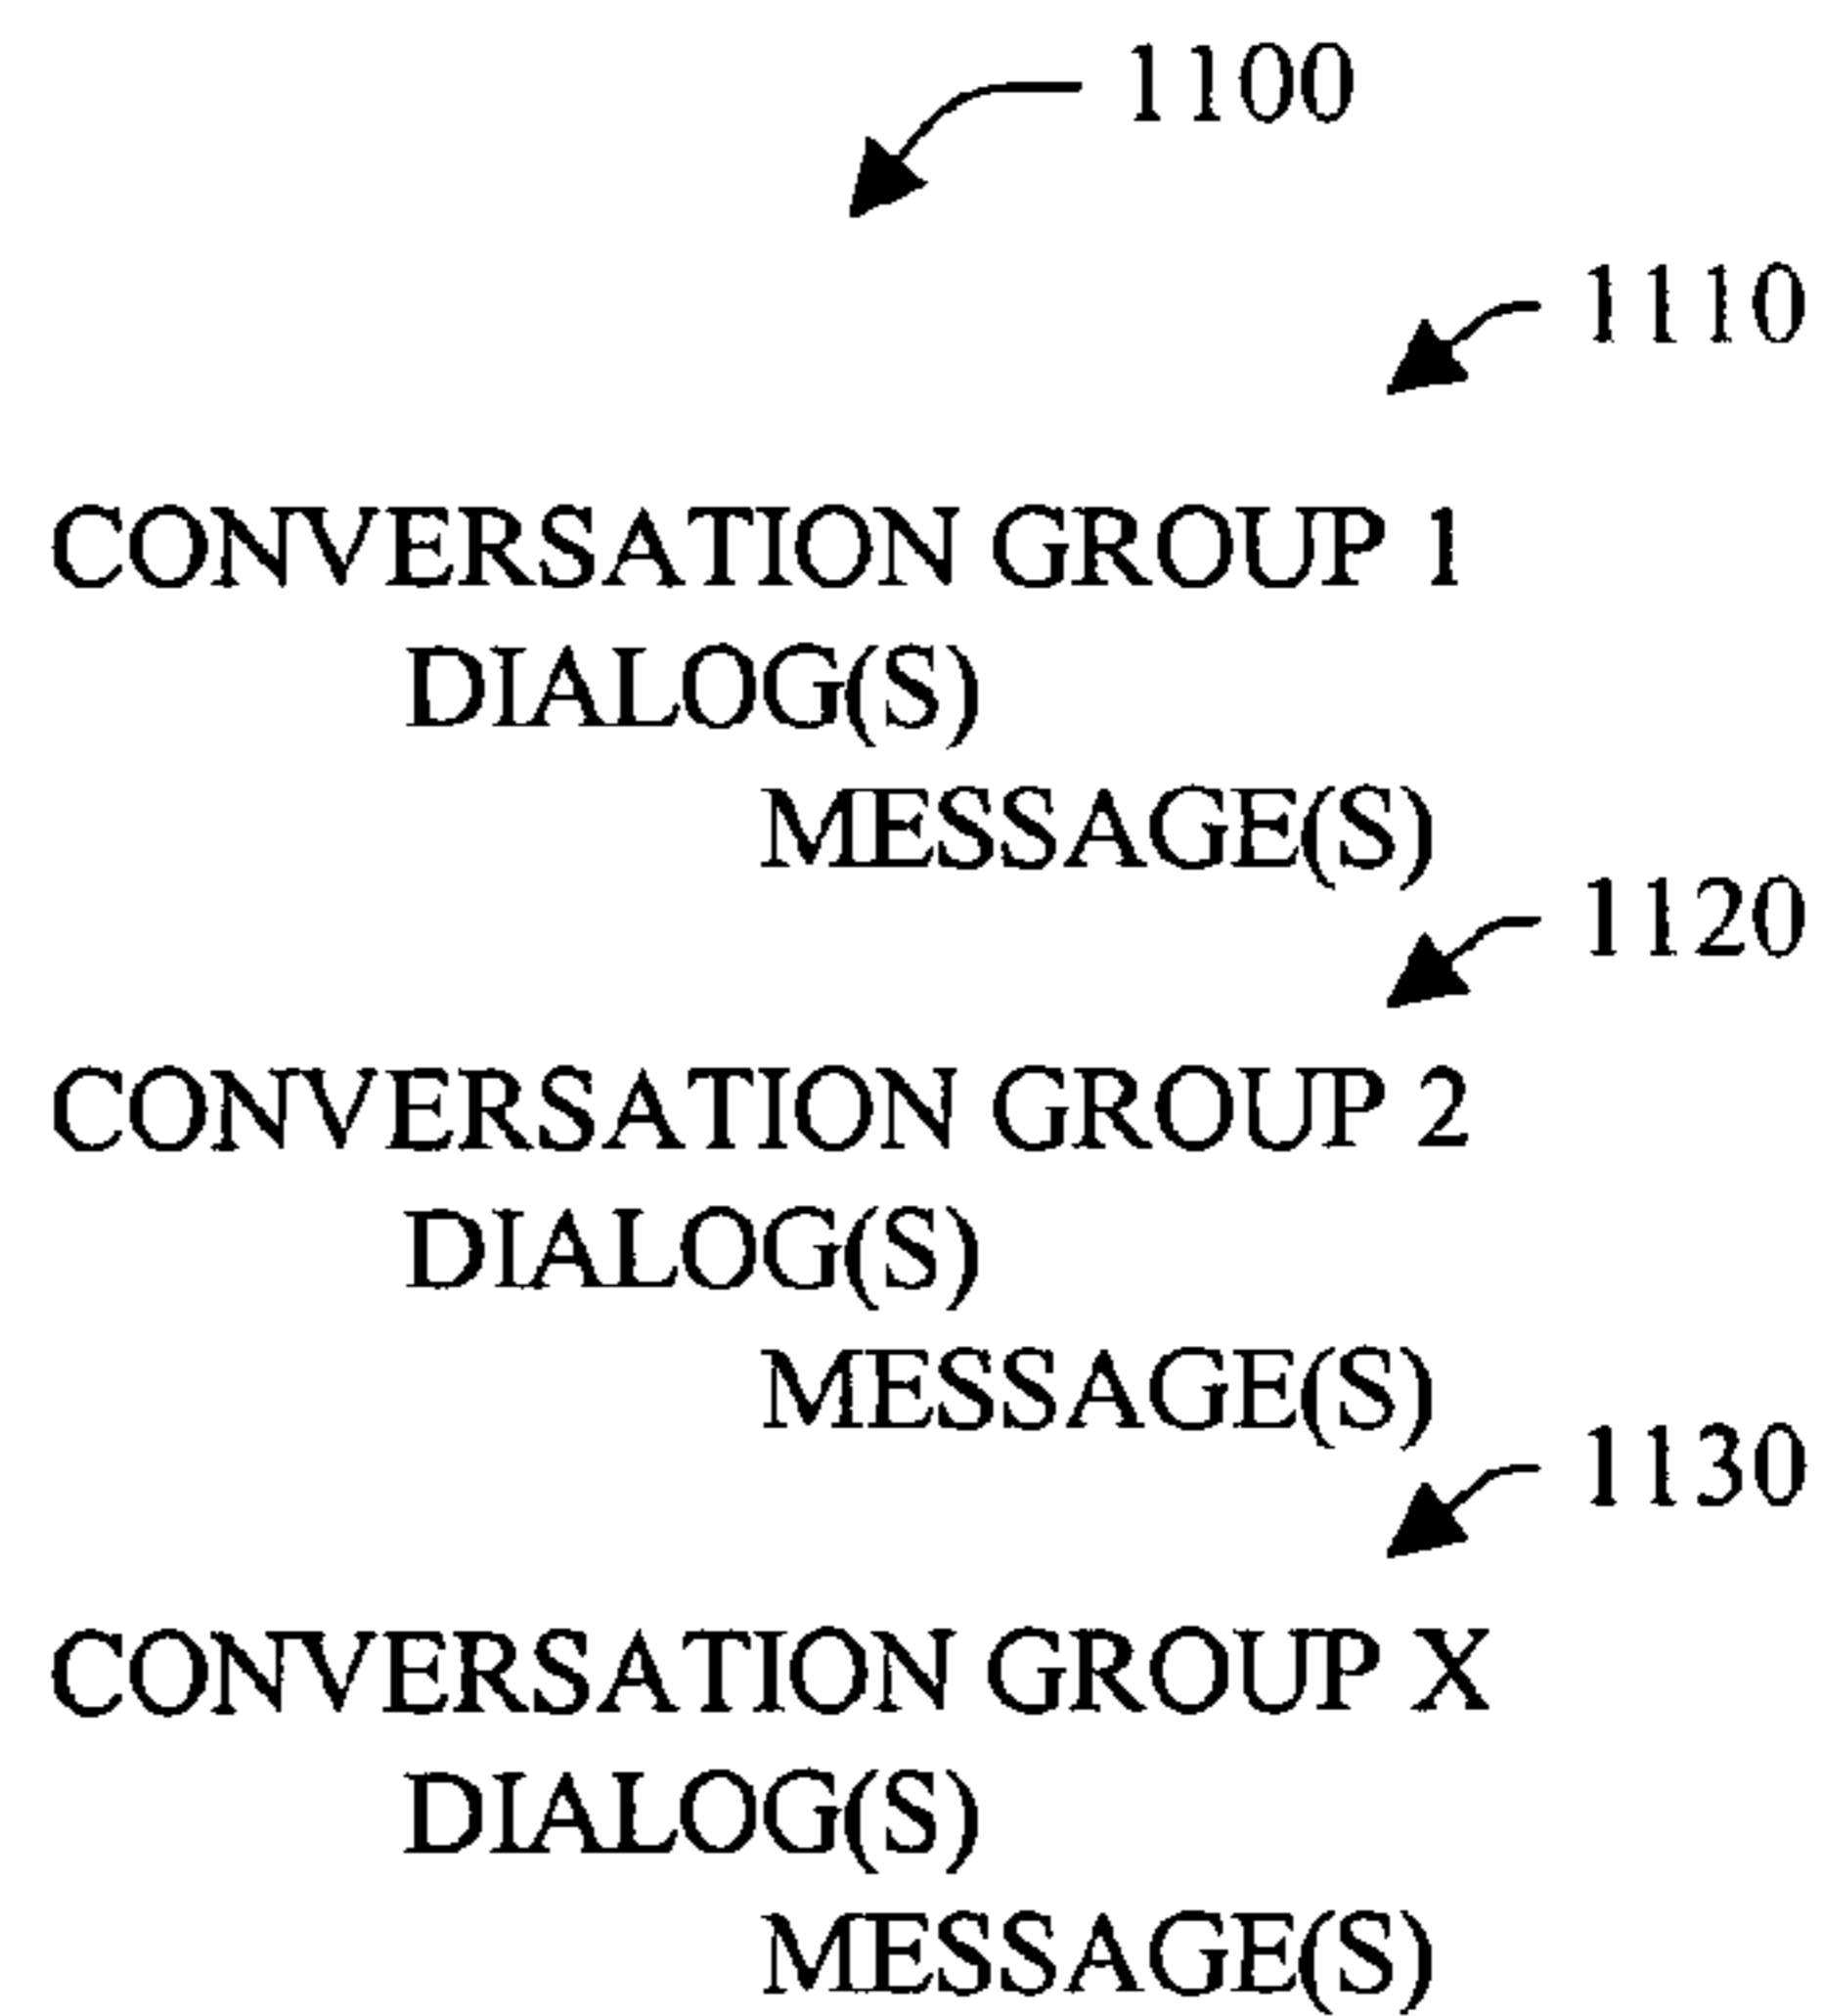 1100
1110
CONVERSATION GROUP 1
DIALOG(S)
MESSAGE(S)
1120
CONVERSATION GROUP 2
DIALOG(S)
MESSAGE(S)
1130
CONVERSATION GROUP X
DIALOG(S)
MESSAGE(S)